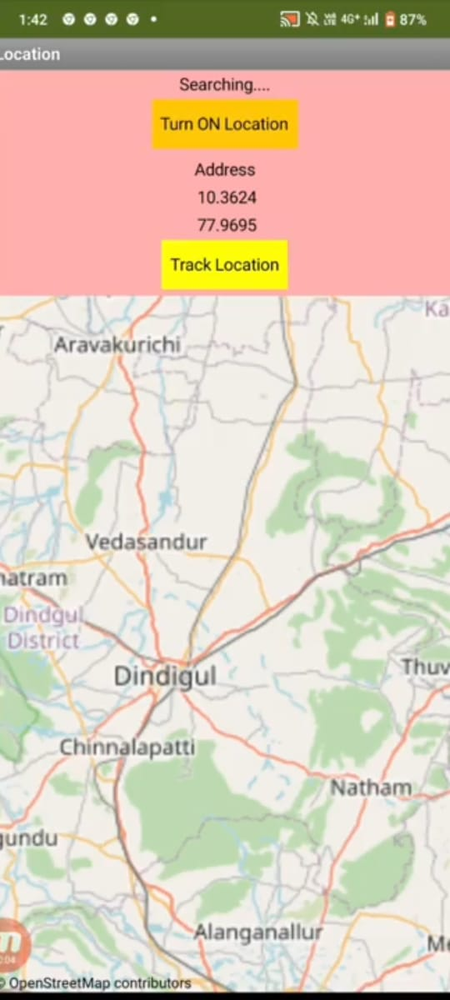 1:42
4G+ 87%
Location
Searching....
Turn ON Location
Address
10.3624
77.9695
Track Location
Ka
Aravakurichi
Vedasandur
natram
Dindgul
District
Dindigul
Thuv
Chinnalapatti
Natham
gundu
Alanganallur
Me
OpenStreetMap contributors